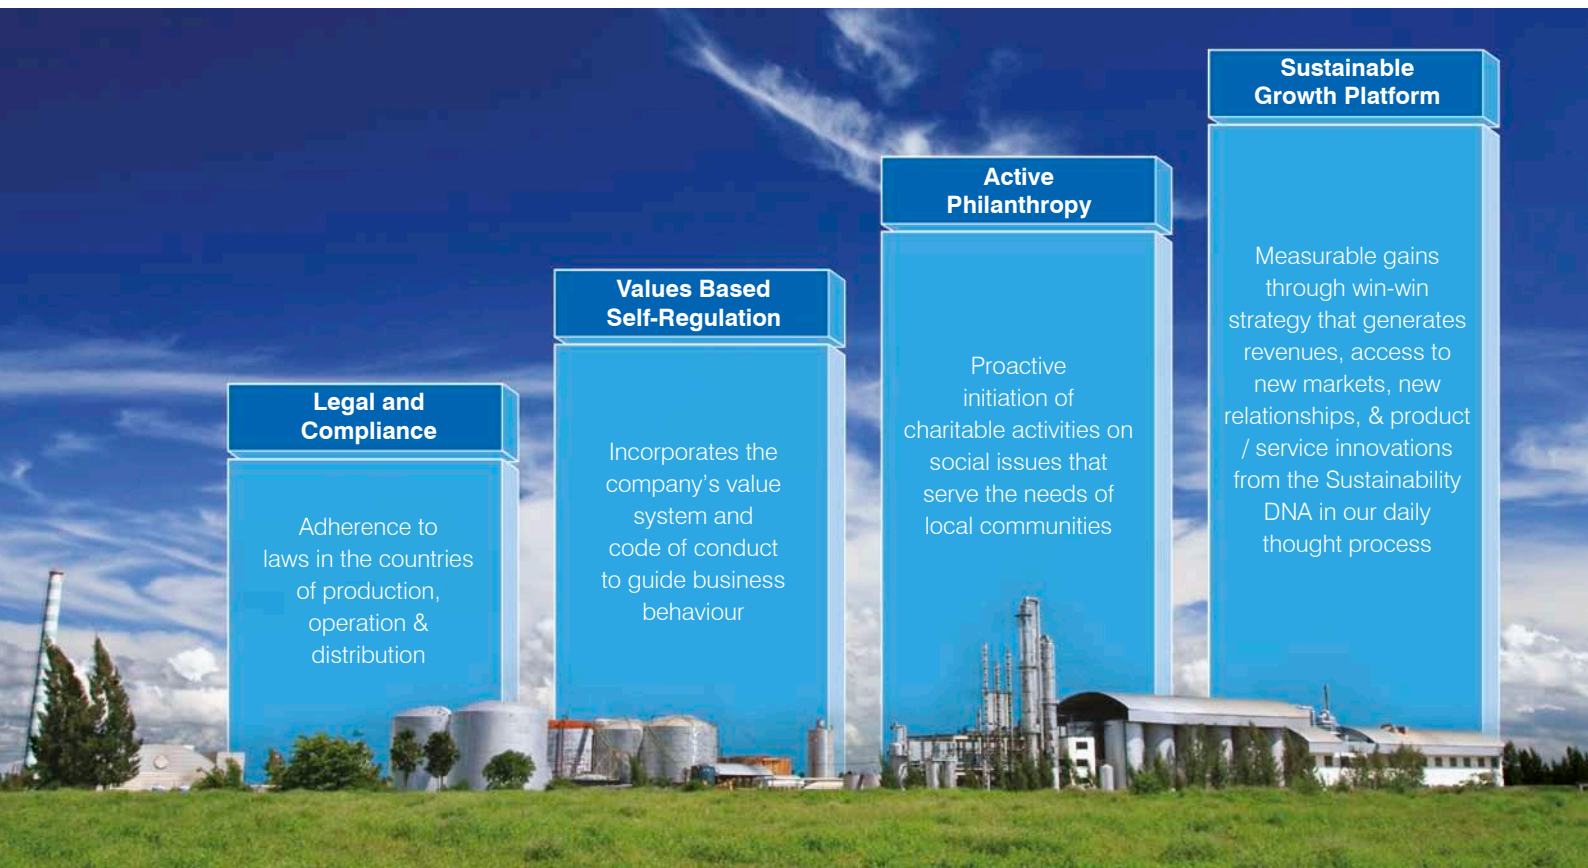 Legal and
Compliance
Adherence to
laws in the countries
of production,
operation &
distribution
Values Based
Self-Regulation
Incorporates the
company's value
system and
code of conduct
to guide business
behaviour
Active
Philanthropy
Proactive
initiation of
charitable activities on
social issues that
serve the needs of
local communities
Sustainable
Growth Platform
Measurable gains
through win-win
strategy that generates
revenues, access to
new markets, new
relationships, & product
/ service innovations
from the Sustainability
DNA in our daily
thought process